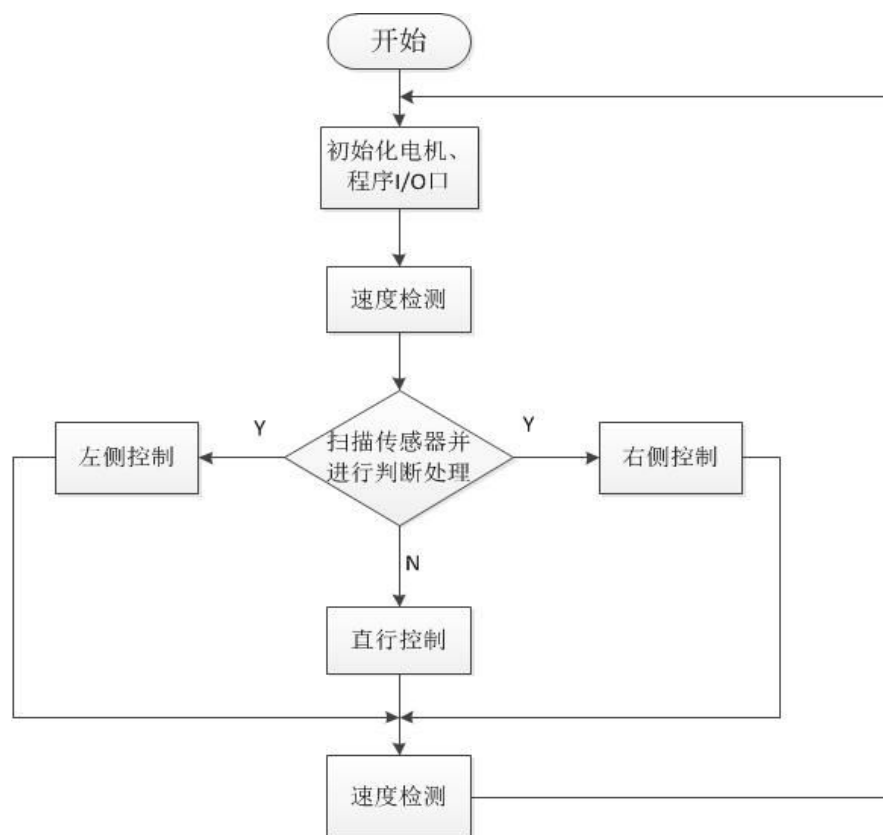 开始
初始化电机、
程序I/O口
速度检测
Y
Y
扫描传感器并
进行判断处理
左侧控制
右侧控制
N
直行控制
速度检测